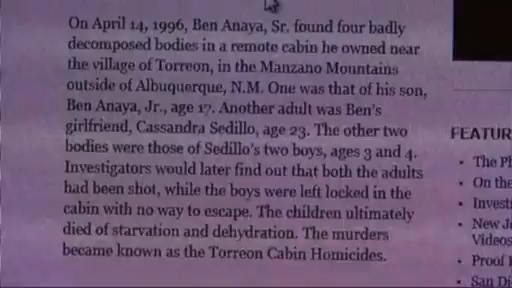 On April 14, 1996, Ben Anaya, Sr. found four badly
decomposed bodies in a remote cabin he owned near
the village of Torreon, in the Manzano Mountains
outside of Albuquerque, N.M. One was that of his son,
Ben Anaya, Jr., age 17. Another adult was Ben's
girlfriend, Cassandra Sedillo, age 23. The other two
bodies were those of Sedillo's two boys, ages 3 and 4.
Investigators would later find out that both the adults
had been shot, while the boys were left locked in the
cabin with no way to escape. The children ultimately
died of starvation and dehydration. The murders
became known as the Torreon Cabin Homicides.
FEATUR
• The Pl
• On the
• Invest
• New J
Videos
• Proof
• San Di